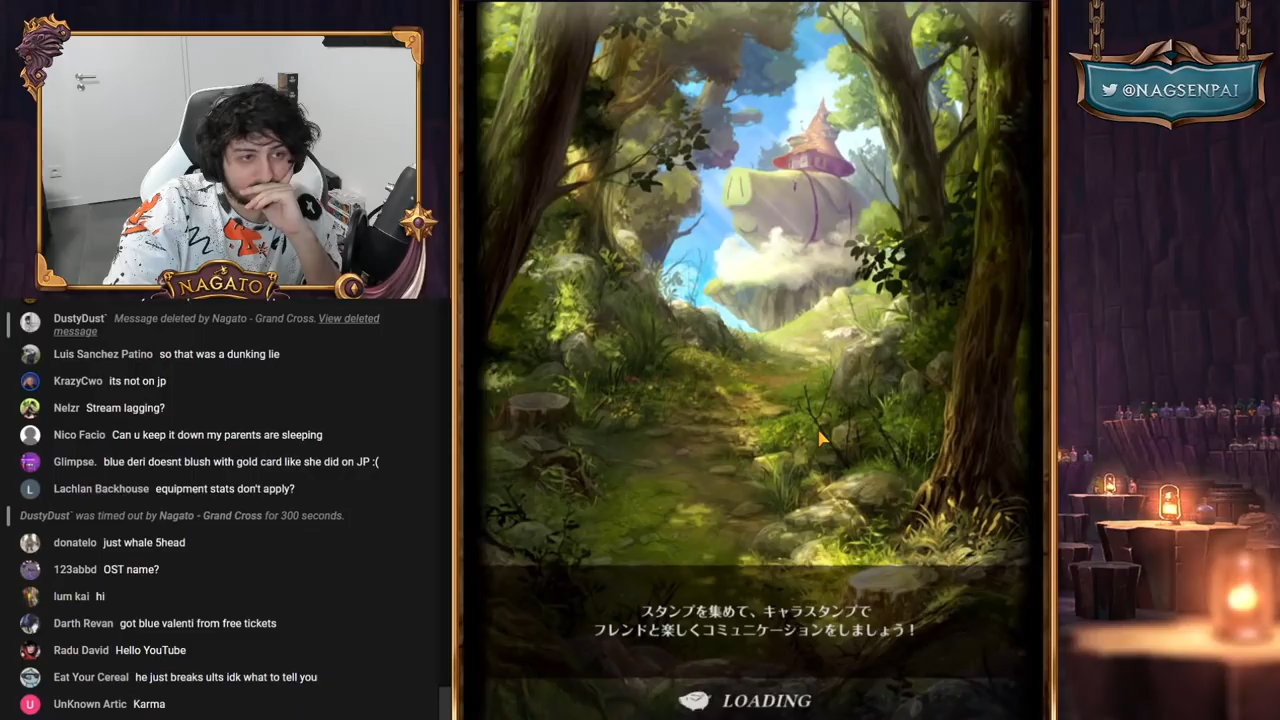 NAGATO
DustyDust` Message deleted by Nagato - Grand Cross. View deleted
message
Luis Sanchez Patino so that was a dunking lie
KrazyCwo its not on jp
Nelzr Stream lagging?
Nico Facio Can u keep it down my parents are sleeping
Glimpse. blue deri doesnt blush with gold card like she did on JP :(
L Lachlan Backhouse equipment stats don't apply?
DustyDust` was timed out by Nagato - Grand Cross for 300 seconds.
donatelo just whale 5head
123abbd OST name?
lum kai hi
Darth Revan got blue valenti from free tickets
Radu David Hello YouTube
Eat Your Cereal he just breaks ults idk what to tell you
U UnKnown Artic Karma
スタンプを集めて、キャラスタンプで
フレンドと楽しくコミュニケーションをしましょう！
LOADING
@NAGSENPAI